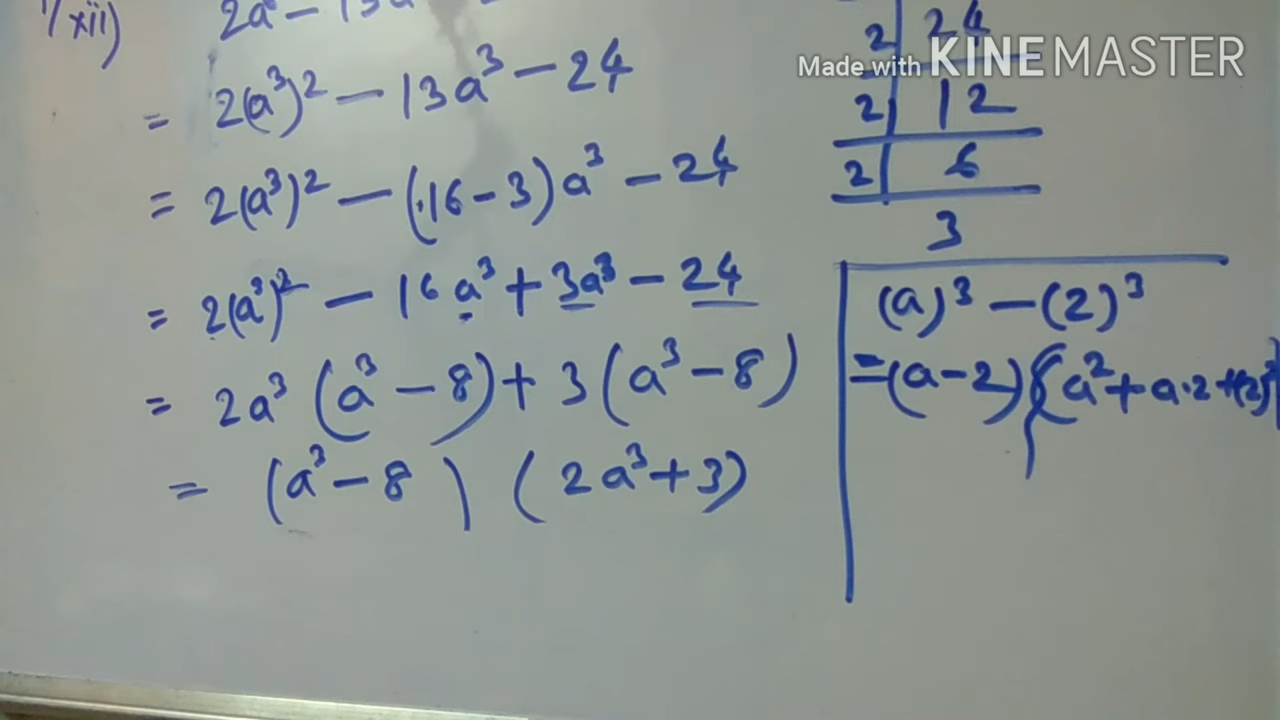 1/ xii) 2a⁶ - 13a
= 2(a³)² - 13a³ - 24
= 2(a³)² - (16-3)a³ - 24
= 2(a³)² - 16a³ + 3a³ - 24
= 2a³ (a³ - 8) + 3 (a³ - 8)
= (a³ - 8) (2a³ + 3)
2 | 24
Made with KINEMASTER
2 | 12
2 | 6
3
(a)³ - (2)³
= (a-2) (a² + a·2 + (2)²